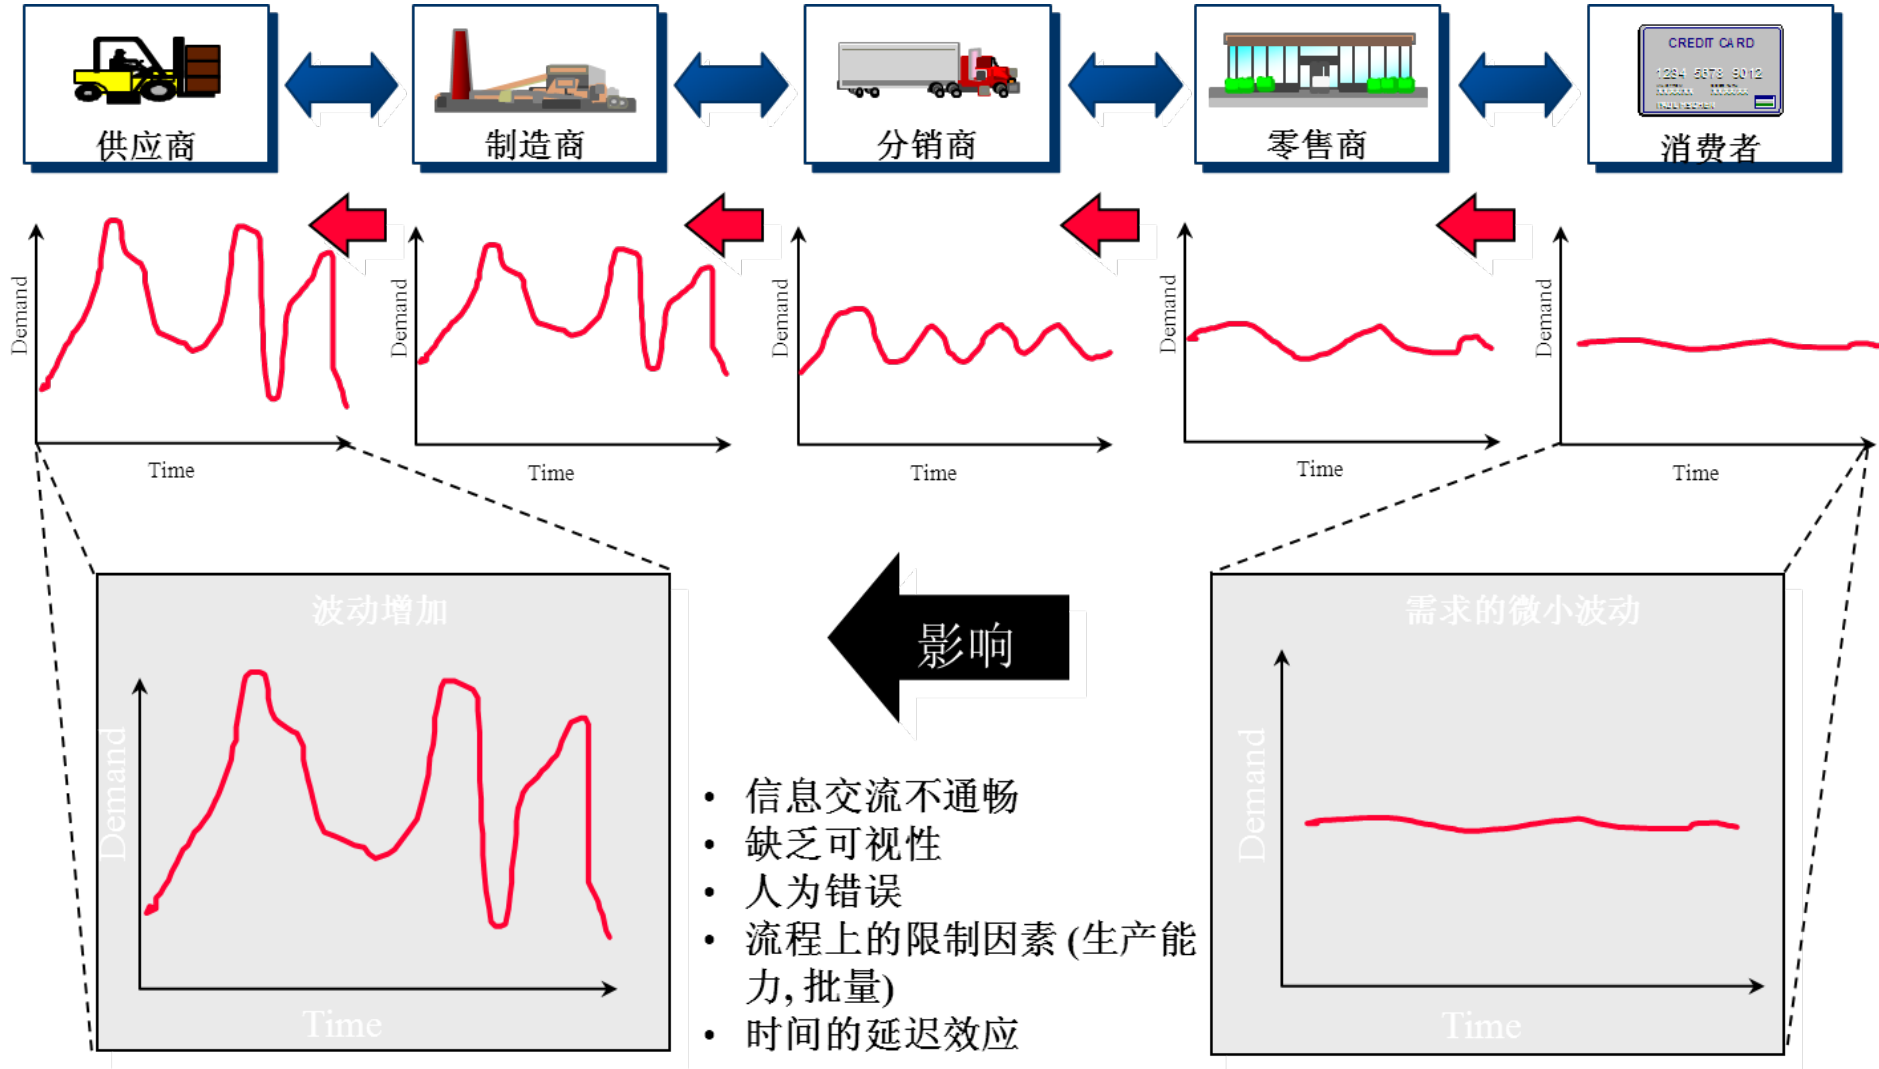 CREDIT CARD
1234 5678 9012
供应商
制造商
分销商
零售商
消费者
Demand
Demand
Demand
Demand
Demand
Time
Time
Time
Time
Time
波动增加
Demand
Time
影响
• 信息交流不通畅
• 缺乏可视性
• 人为错误
• 流程上的限制因素 (生产能
力, 批量)
• 时间的延迟效应
需求的微小波动
Demand
Time